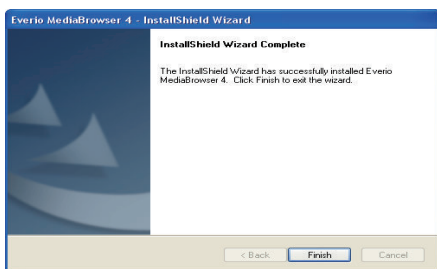 Everio MediaBrowser 4 - InstallShield Wizard
InstallShield Wizard Complete
The InstallShield Wizard has successfully installed Everio
MediaBrowser 4. Click Finish to exit the wizard.
< Back Finish Cancel